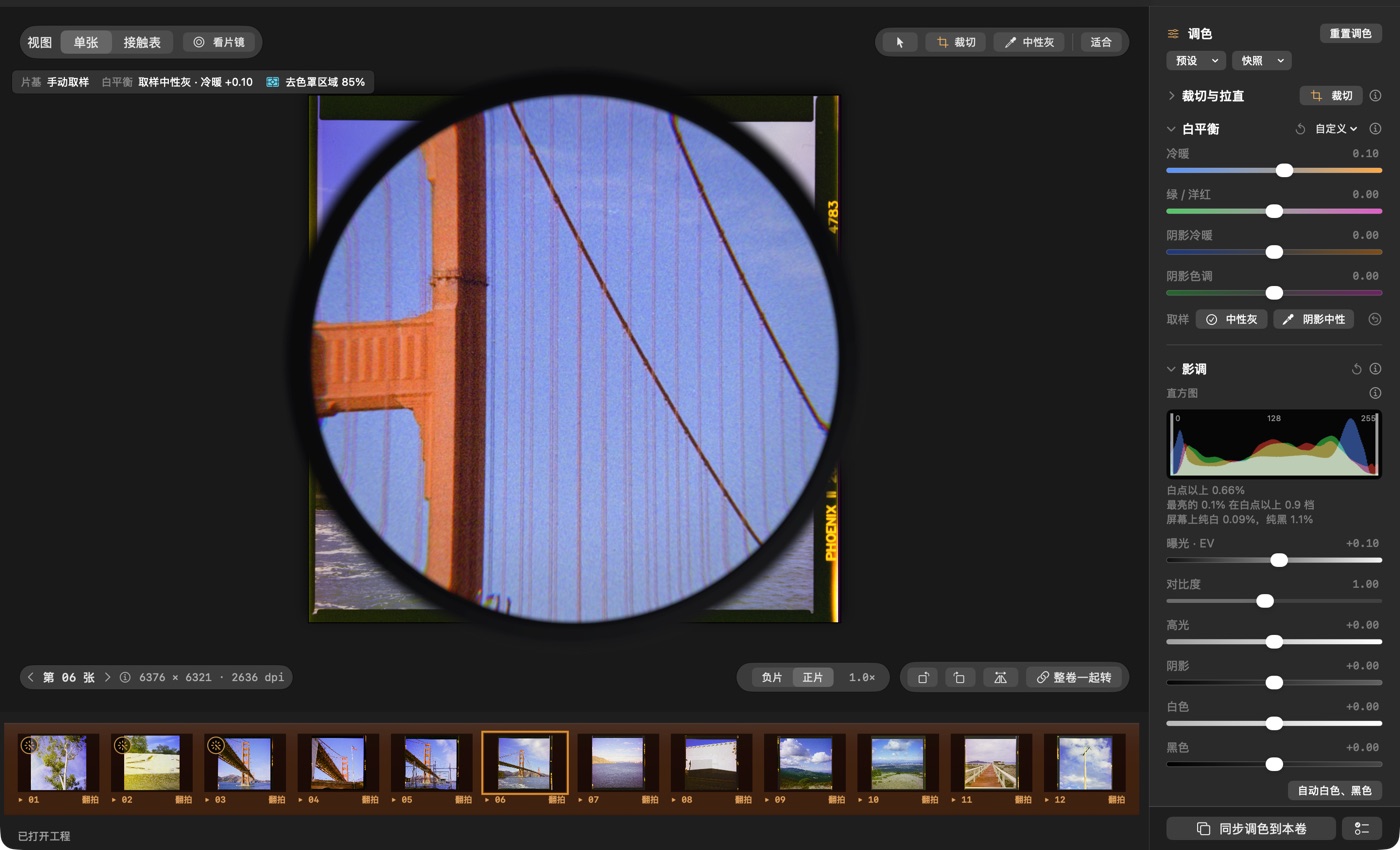 视图 单张 接触表 看片镜
裁切 中性灰 适合
片基 手动取样 白平衡 取样中性灰 · 冷暖 +0.10 去色罩区域 85%
4783
PHOENIX II
第 06 张 6376 × 6321 · 2636 dpi
负片 正片 1.0×
整卷一起转
01 翻拍
02 翻拍
03 翻拍
04 翻拍
05 翻拍
06 翻拍
07 翻拍
08 翻拍
09 翻拍
10 翻拍
11 翻拍
12 翻拍
已打开工程
调色 重置调色
预设 快照
裁切与拉直 裁切
白平衡 自定义
冷暖 0.10
绿 / 洋红 0.00
阴影冷暖 0.00
阴影色调 0.00
取样 中性灰 阴影中性
影调
直方图
0 128 255
白点以上 0.66%
最亮的 0.1% 在白点以上 0.9 档
屏幕上纯白 0.09%，纯黑 1.1%
曝光 · EV +0.10
对比度 1.00
高光 +0.00
阴影 +0.00
白色 +0.00
黑色 +0.00
自动白色、黑色
同步调色到本卷